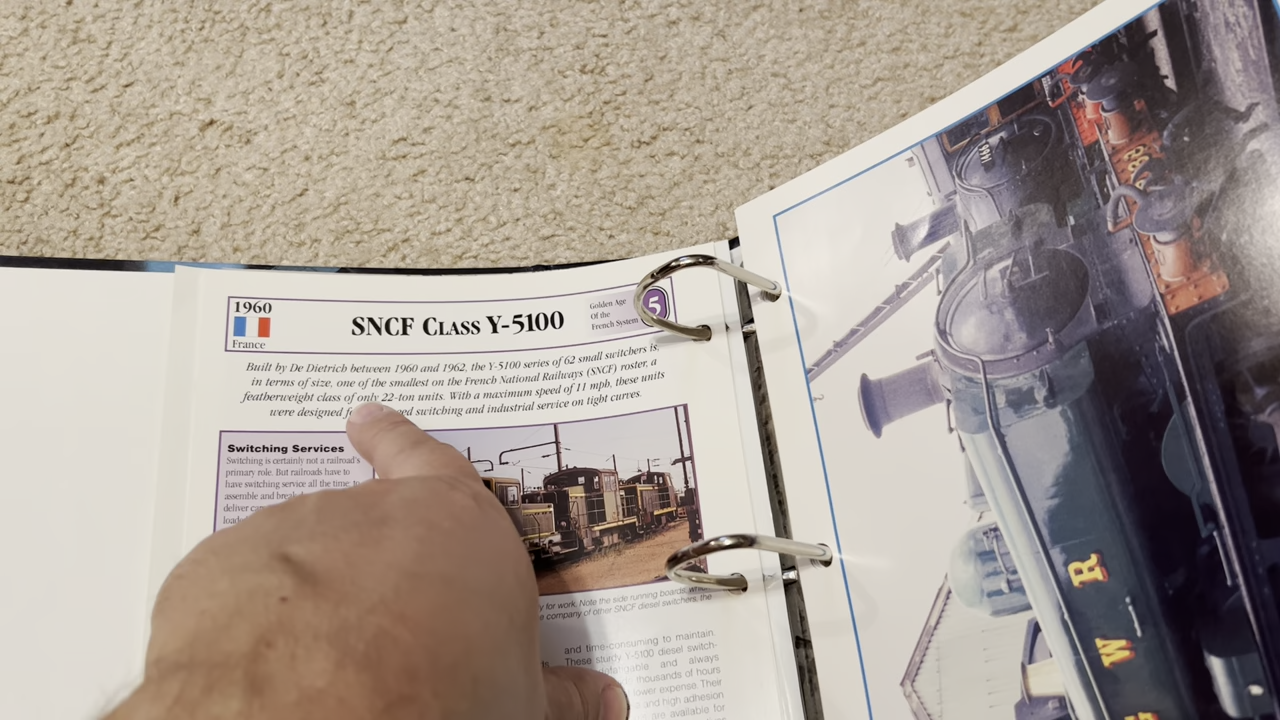 1960
France
SNCF Class Y-5100
Golden Age
Of the
French System
5
Built by De Dietrich between 1960 and 1962, the Y-5100 series of 62 small switchers is,
in terms of size, one of the smallest on the French National Railways (SNCF) roster, a
featherweight class of only 22-ton units. With a maximum speed of 11 mph, these units
were designed switching and industrial service on tight curves.
Switching Services
Switching is certainly not a railroad's
primary role. But railroads have to
have switching service all the time, to
assemble and
deliver
for work. Note the side running boards,
company of other SNCF diesel switchers, the
and time-consuming to maintain.
These sturdy Y-5100 diesel switch-
and always
thousands of hours
lower expense. Their
and high adhesion
are available for
W R